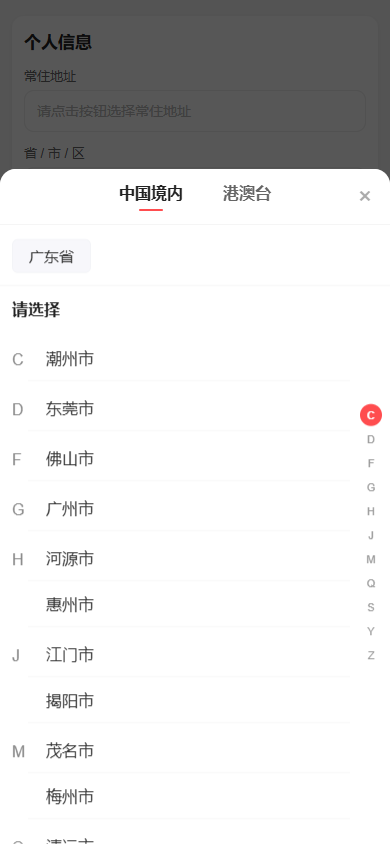 个人信息
常住地址
请点击按钮选择常住地址
省 / 市 / 区
中国境内 港澳台 ×
广东省
请选择
C 潮州市
D 东莞市
F 佛山市
G 广州市
H 河源市
惠州市
J 江门市
揭阳市
M 茂名市
梅州市
C
D
F
G
H
J
M
Q
S
Y
Z